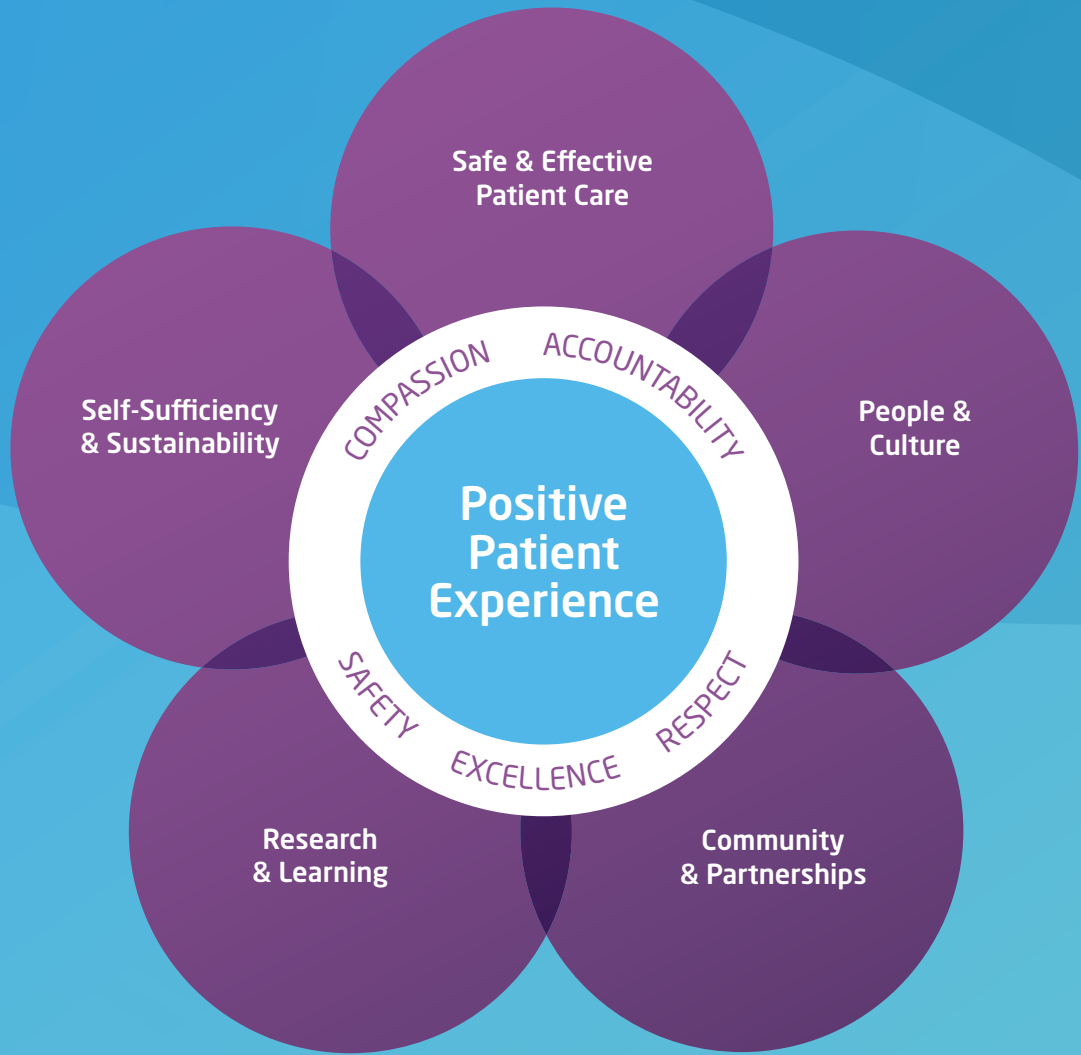 Safe & Effective
Patient Care
Self-Sufficiency
& Sustainability
People &
Culture
COMPASSION
ACCOUNTABILITY
Positive
Patient
Experience
SAFETY
EXCELLENCE
RESPECT
Research
& Learning
Community
& Partnerships